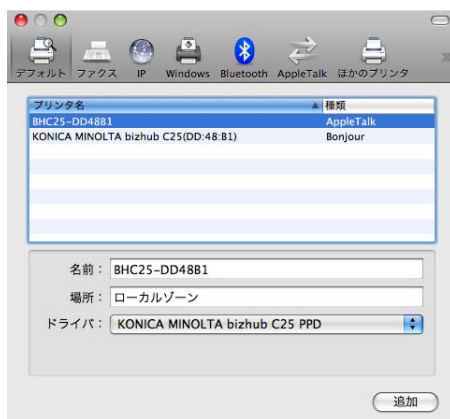 デフォルト ファクス IP Windows Bluetooth AppleTalk ほかのプリンタ
プリンタ名 種類
BHC25-DD48B1 AppleTalk
KONICA MINOLTA bizhub C25(DD:48:B1) Bonjour
名前： BHC25-DD48B1
場所： ローカルゾーン
ドライバ： KONICA MINOLTA bizhub C25 PPD
追加